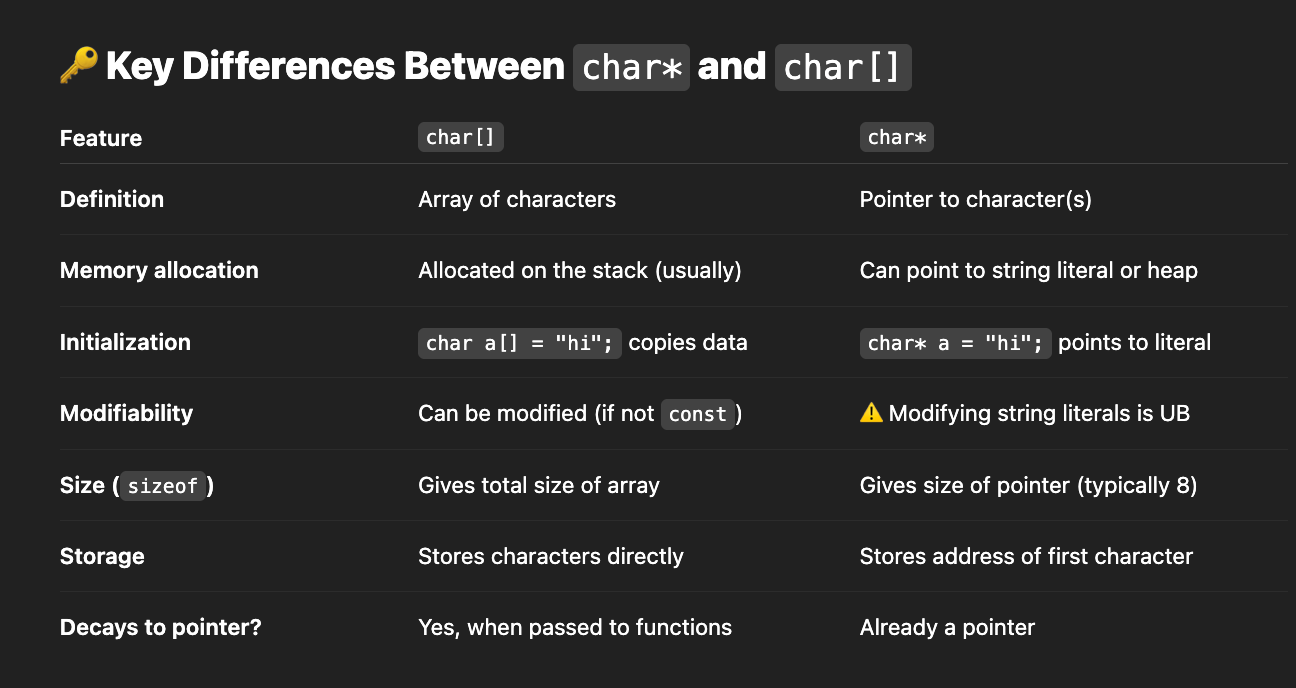 🔑 Key Differences Between char* and char[]
Feature char[] char*
Definition Array of characters Pointer to character(s)
Memory allocation Allocated on the stack (usually) Can point to string literal or heap
Initialization char a[] = "hi"; copies data char* a = "hi"; points to literal
Modifiability Can be modified (if not const) ⚠️ Modifying string literals is UB
Size (sizeof) Gives total size of array Gives size of pointer (typically 8)
Storage Stores characters directly Stores address of first character
Decays to pointer? Yes, when passed to functions Already a pointer